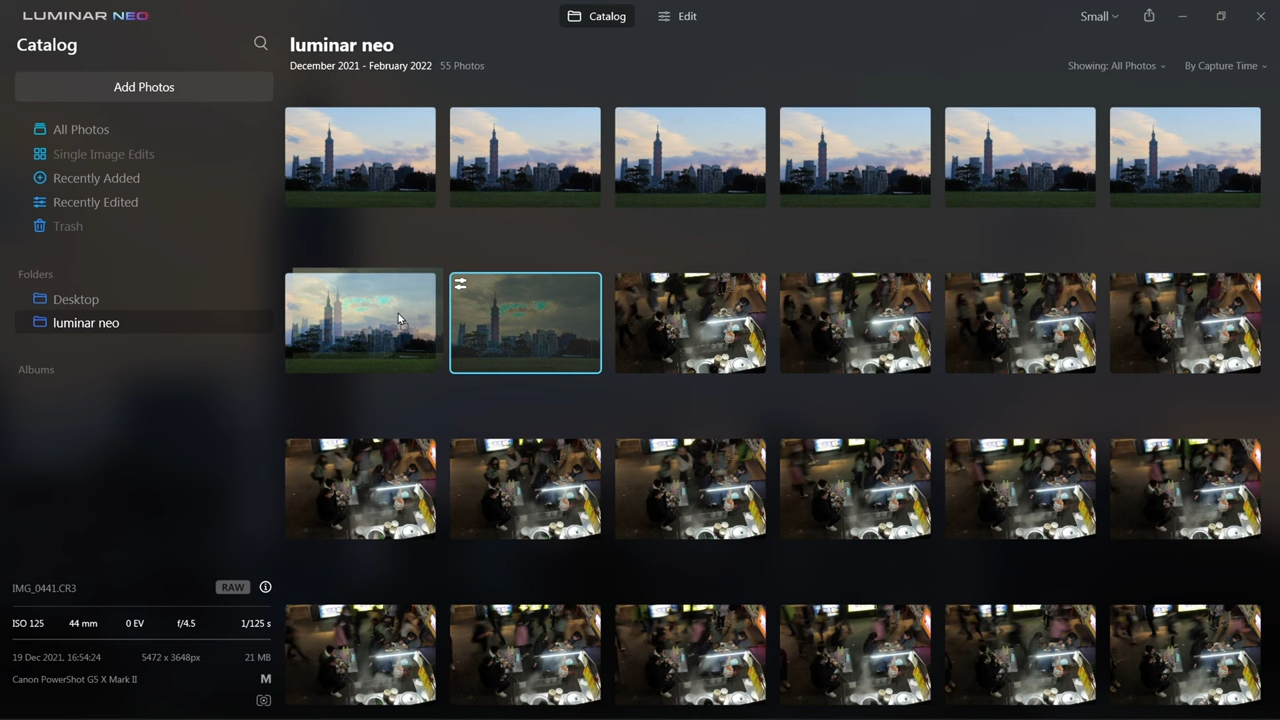 LUMINAR NEO
Catalog
Edit
Small
Catalog
luminar neo
December 2021 - February 2022 55 Photos
Showing: All Photos
By Capture Time
Add Photos
All Photos
Single Image Edits
Recently Added
Recently Edited
Trash
Folders
Desktop
luminar neo
Albums
IMG_0441.CR3 RAW
ISO 125 44 mm 0 EV f/4.5 1/125 s
19 Dec 2021, 16:54:24 5472 x 3648px 21 MB
Canon PowerShot G5 X Mark II M